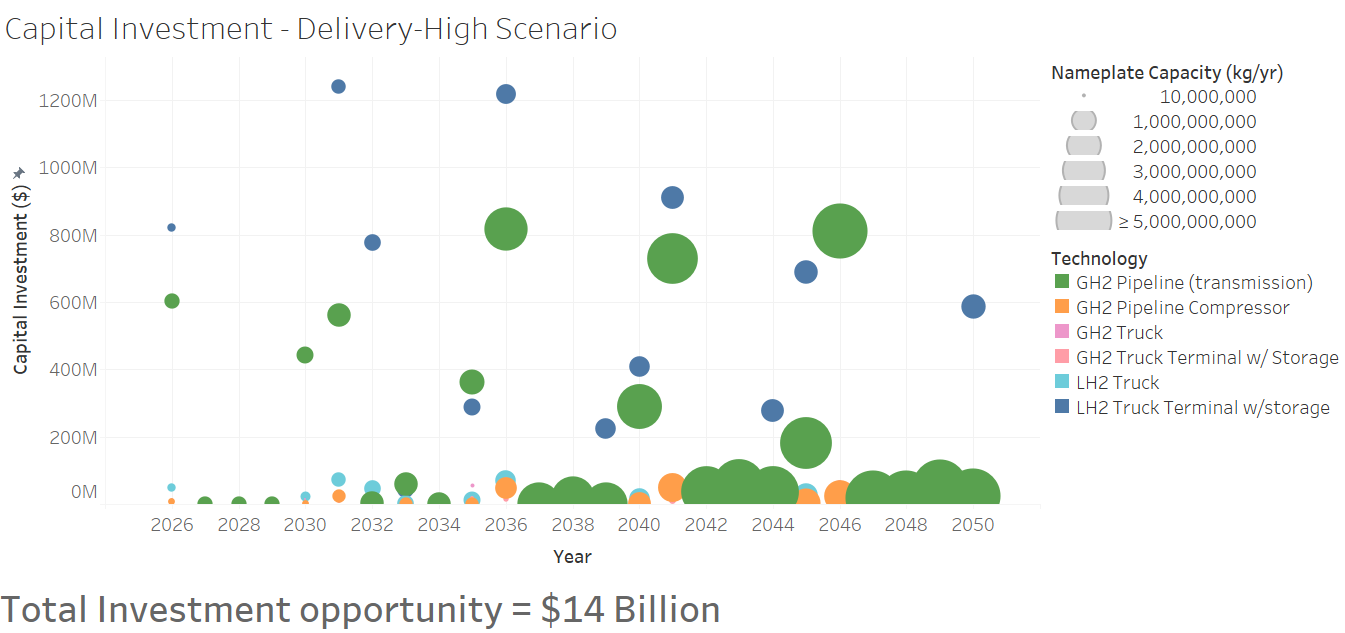 Capital Investment - Delivery-High Scenario
Nameplate Capacity (kg/yr)
10,000,000
1,000,000,000
2,000,000,000
3,000,000,000
4,000,000,000
≥ 5,000,000,000
Technology
GH2 Pipeline (transmission)
GH2 Pipeline Compressor
GH2 Truck
GH2 Truck Terminal w/ Storage
LH2 Truck
LH2 Truck Terminal w/storage
Capital Investment ($)
1200M
1000M
800M
600M
400M
200M
0M
2026 2028 2030 2032 2034 2036 2038 2040 2042 2044 2046 2048 2050
Year
Total Investment opportunity = $14 Billion